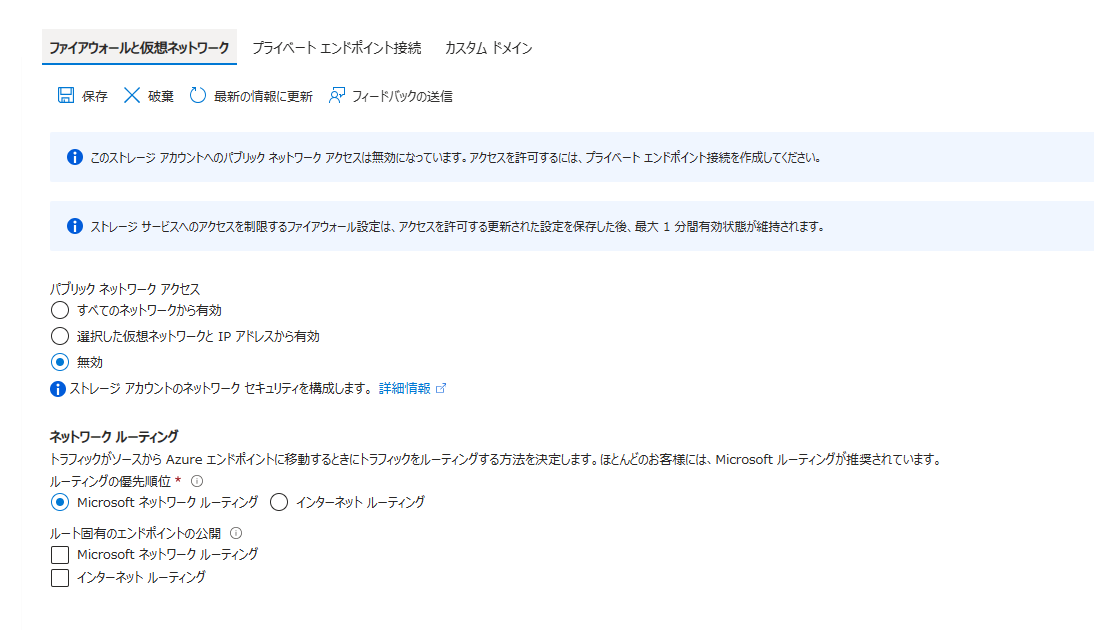 ファイアウォールと仮想ネットワーク プライベート エンドポイント接続 カスタム ドメイン
保存 破棄 最新の情報に更新 フィードバックの送信
このストレージ アカウントへのパブリック ネットワーク アクセスは無効になっています。アクセスを許可するには、プライベート エンドポイント接続を作成してください。
ストレージ サービスへのアクセスを制限するファイアウォール設定は、アクセスを許可する更新された設定を保存した後、最大 1 分間有効状態が維持されます。
パブリック ネットワーク アクセス
すべてのネットワークから有効
選択した仮想ネットワークと IP アドレスから有効
無効
ストレージ アカウントのネットワーク セキュリティを構成します。 詳細情報
ネットワーク ルーティング
トラフィックがソースから Azure エンドポイントに移動するときにトラフィックをルーティングする方法を決定します。ほとんどのお客様には、Microsoft ルーティングが推奨されています。
ルーティングの優先順位 *
Microsoft ネットワーク ルーティング インターネット ルーティング
ルート固有のエンドポイントの公開
Microsoft ネットワーク ルーティング
インターネット ルーティング